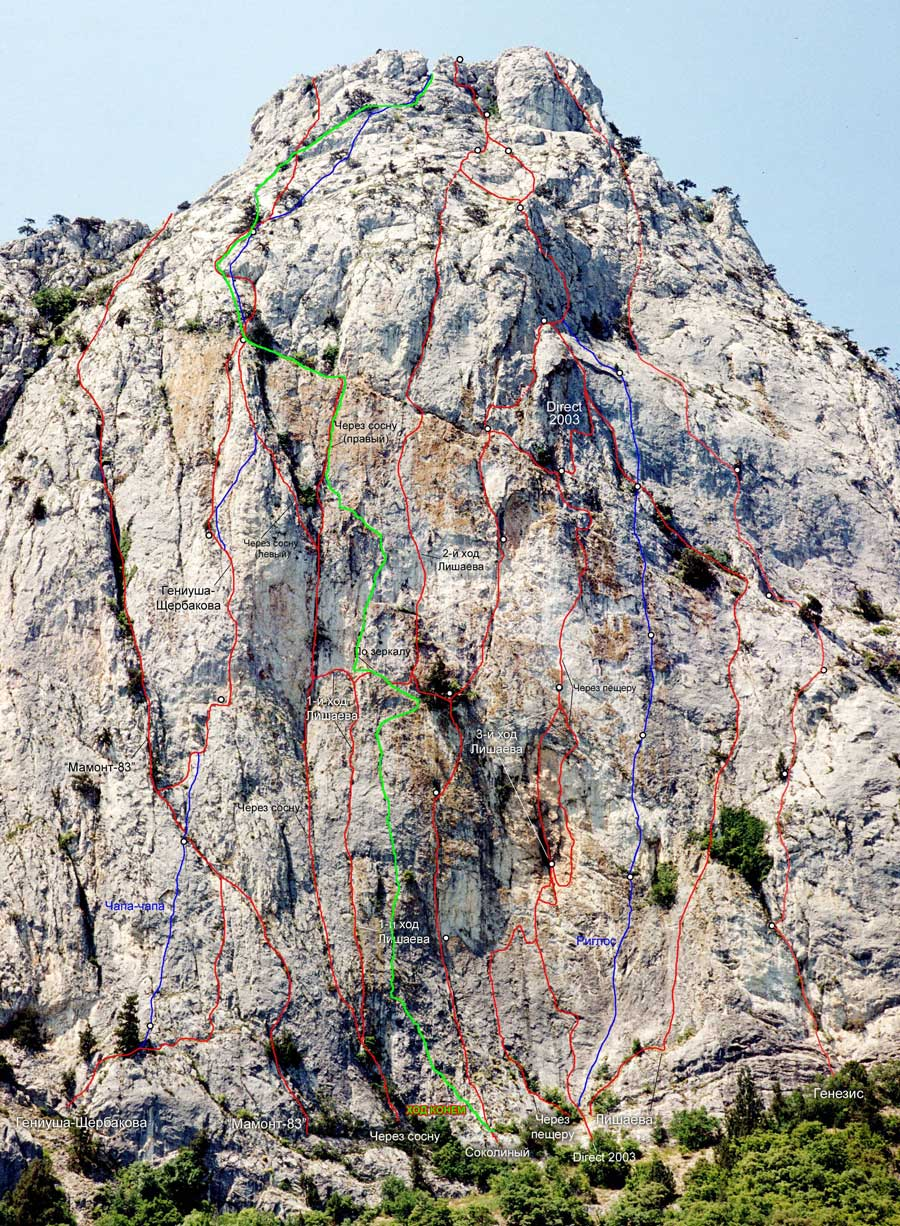 Direct
2003
Через сосну
(правый)
Через сосну
(левый)
2-й ход
Лишаева
Гениуша-
Щербакова
По зеркалу
Через пещеру
1-й ход
Лишаева
3-й ход
Лишаева
"Мамонт-83"
Через сосну
Чапа-чапа
1-й ход
Лишаева
Риглос
Генезис
ХОД КОНЕМ
Гениуша-Щербакова
"Мамонт-83"
Через сосну
Соколиный
Через
пещеру
Лишаева
Direct 2003